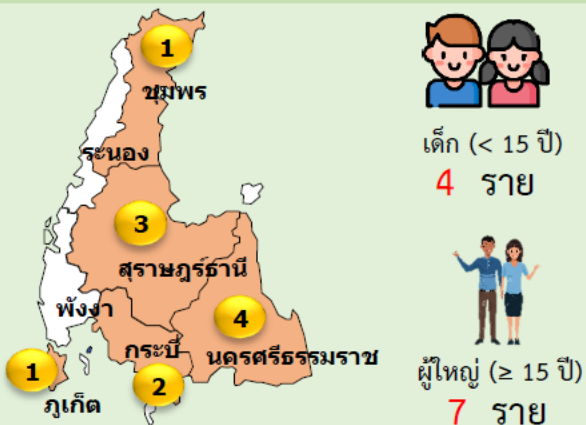 1
ชุมพร
ระนอง
3
สุราษฎร์ธานี
พังงา
4
กระบี่
นครศรีธรรมราช
1
2
ภูเก็ต
เด็ก (< 15 ปี)
4 ราย
ผู้ใหญ่ (≥ 15 ปี)
7 ราย